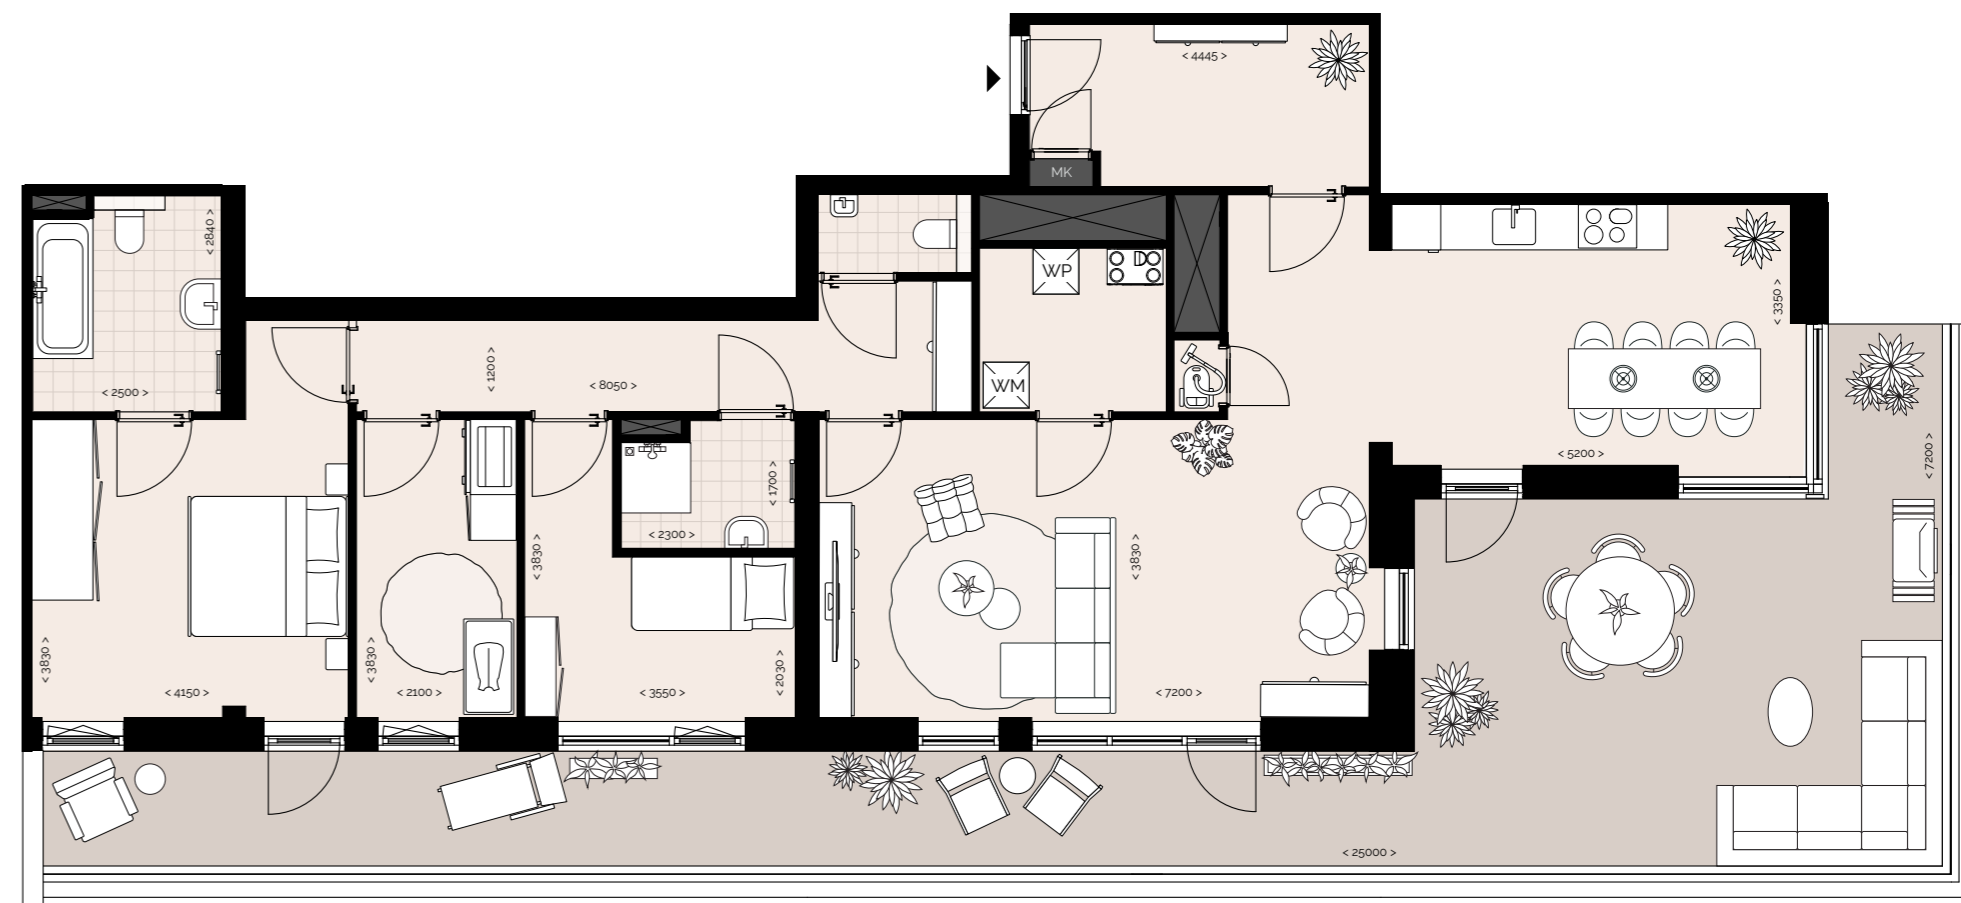 < 4445 >
MK
< 2840 >
WP
< 3350 >
< 1200 >
< 8050 >
< 2500 >
WM
< 5200 >
< 7200 >
< 1700 >
< 2300 >
< 3830 >
< 3830 >
< 3830 >
< 3830 >
< 2030 >
< 4150 >
< 2100 >
< 3550 >
< 7200 >
< 25000 >